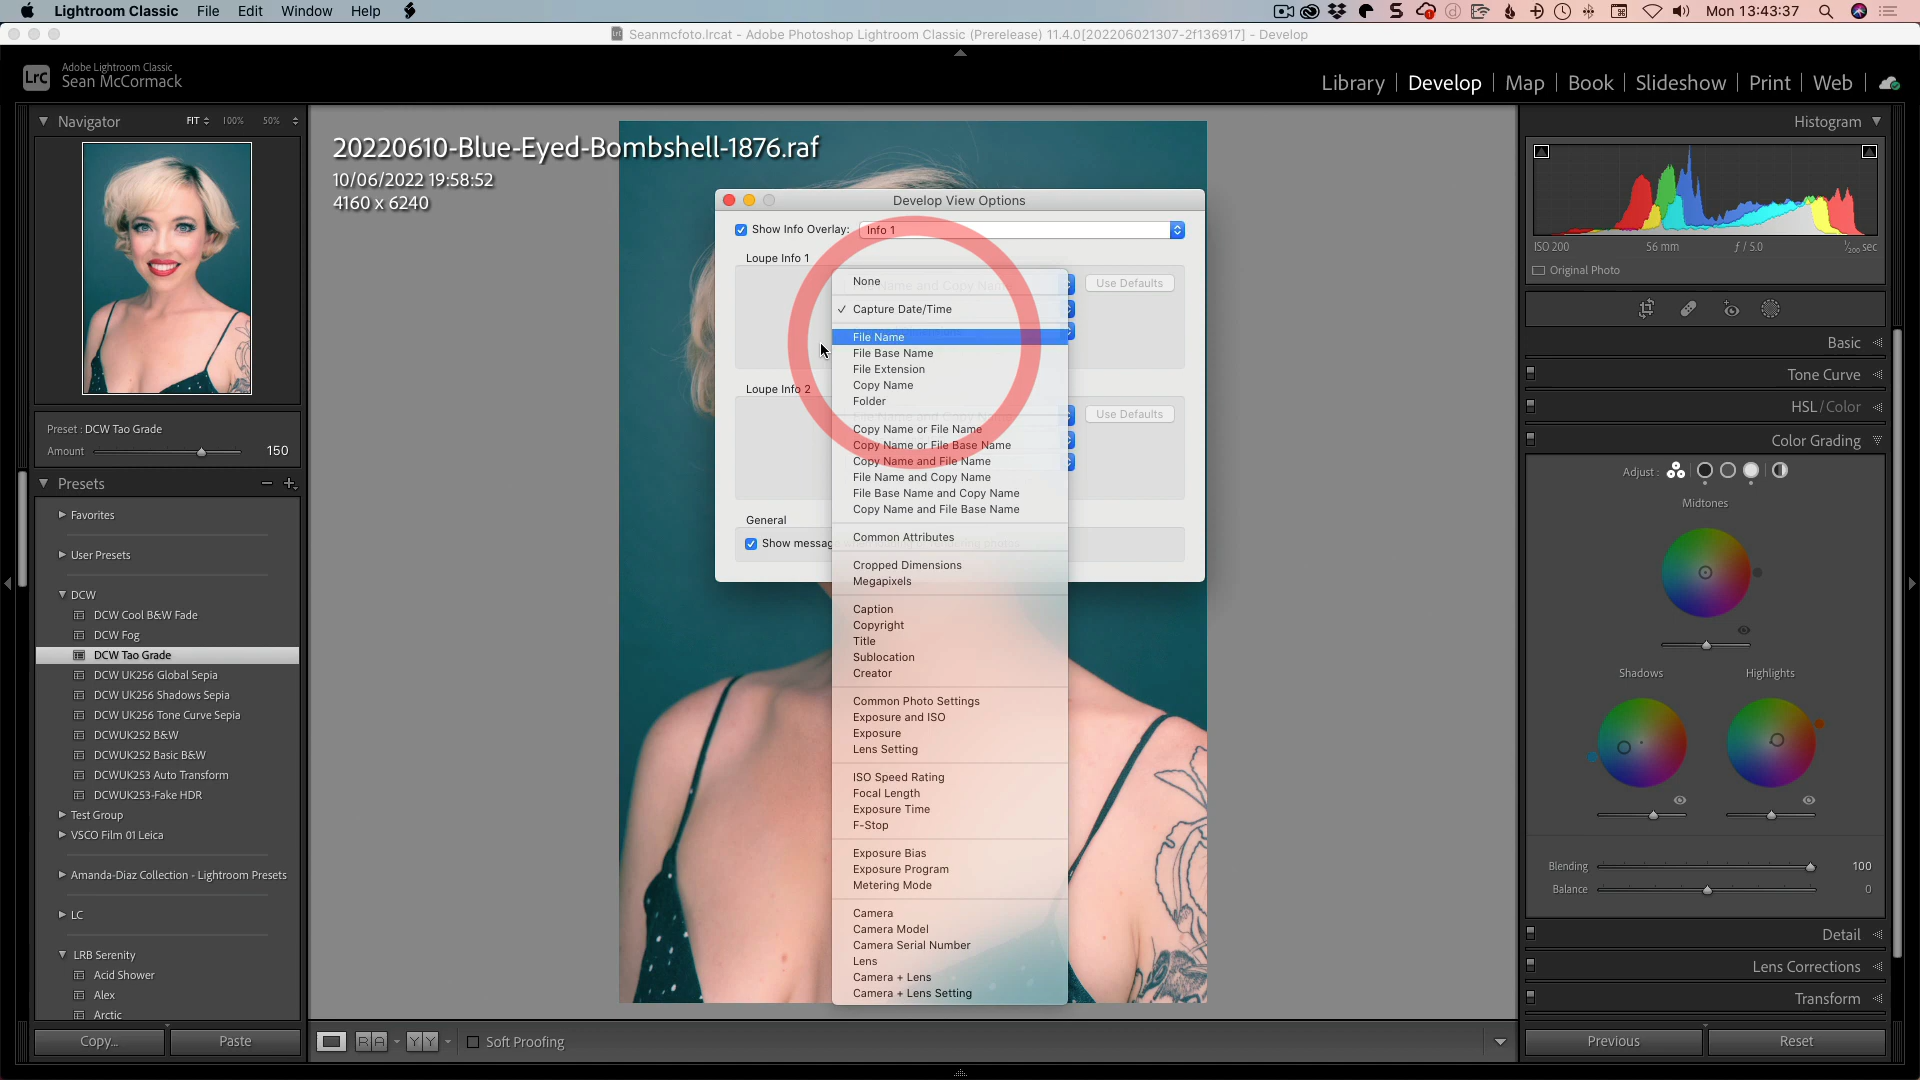 Lightroom Classic File Edit Window Help
Mon 13:43:37
Seanmcfoto.lrcat - Adobe Photoshop Lightroom Classic (Prerelease) 11.4.0[202206021307-2f136917] - Develop
LrC
Adobe Lightroom Classic
Sean McCormack
Library Develop Map Book Slideshow Print Web
Navigator FIT 100% 50%
Preset : DCW Tao Grade
Amount 150
Presets
Favorites
User Presets
DCW
DCW Cool B&W Fade
DCW Fog
DCW Tao Grade
DCW UK256 Global Sepia
DCW UK256 Shadows Sepia
DCW UK256 Tone Curve Sepia
DCWUK252 B&W
DCWUK252 Basic B&W
DCWUK253 Auto Transform
DCWUK253-Fake HDR
Test Group
VSCO Film 01 Leica
Amanda-Diaz Collection - Lightroom Presets
LC
LRB Serenity
Acid Shower
Alex
Arctic
Copy... Paste
20220610-Blue-Eyed-Bombshell-1876.raf
10/06/2022 19:58:52
4160 x 6240
Develop View Options
Show Info Overlay: Info 1
Loupe Info 1
Use Defaults
Loupe Info 2
Use Defaults
General
Show message
None
Capture Date/Time
File Name
File Base Name
File Extension
Copy Name
Folder
Copy Name or File Name
Copy Name or File Base Name
Copy Name and File Name
File Name and Copy Name
File Base Name and Copy Name
Copy Name and File Base Name
Common Attributes
Cropped Dimensions
Megapixels
Caption
Copyright
Title
Sublocation
Creator
Common Photo Settings
Exposure and ISO
Exposure
Lens Setting
ISO Speed Rating
Focal Length
Exposure Time
F-Stop
Exposure Bias
Exposure Program
Metering Mode
Camera
Camera Model
Camera Serial Number
Lens
Camera + Lens
Camera + Lens Setting
R A Y Y Soft Proofing
Histogram
ISO 200 56 mm ƒ / 5.0 1/200 sec
Original Photo
Basic
Tone Curve
HSL / Color
Color Grading
Adjust :
Midtones
Shadows Highlights
Blending 100
Balance 0
Detail
Lens Corrections
Transform
Previous Reset